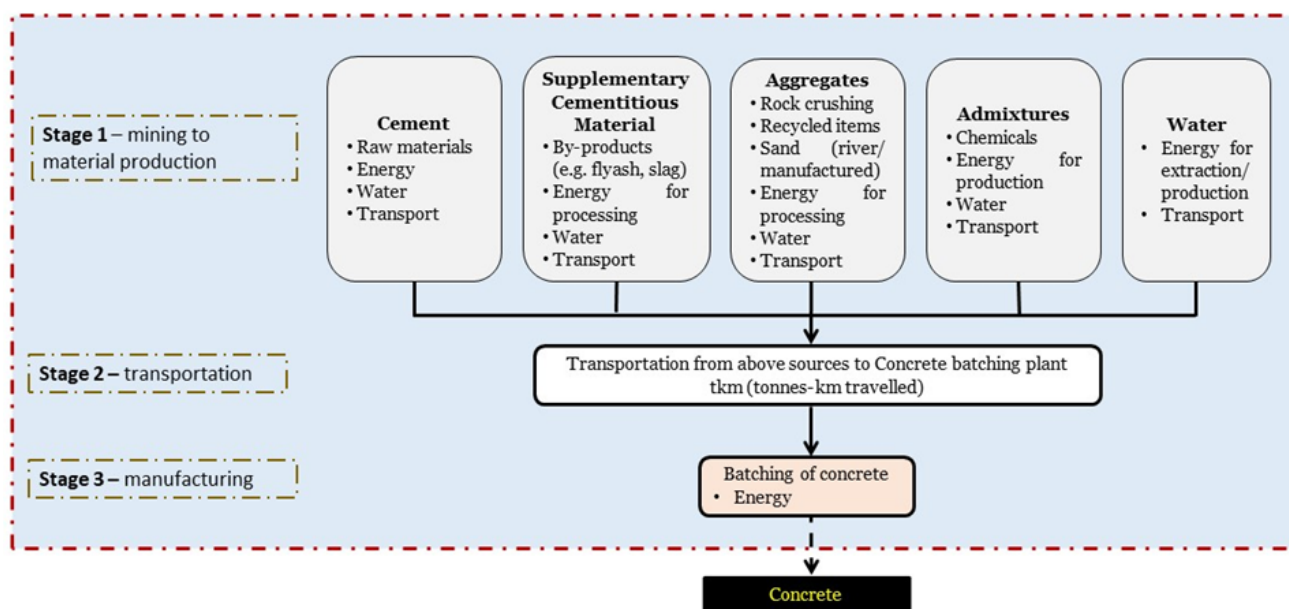 Stage 1 – mining to
material production
Cement
• Raw materials
• Energy
• Water
• Transport
Supplementary
Cementitious
Material
• By-products
(e.g. flyash, slag)
• Energy for
processing
• Water
• Transport
Aggregates
• Rock crushing
• Recycled items
• Sand (river/
manufactured)
• Energy for
processing
• Water
• Transport
Admixtures
• Chemicals
• Energy for
production
• Water
• Transport
Water
• Energy for
extraction/
production
• Transport
Stage 2 – transportation
Transportation from above sources to Concrete batching plant
tkm (tonnes-km travelled)
Stage 3 – manufacturing
Batching of concrete
• Energy
Concrete